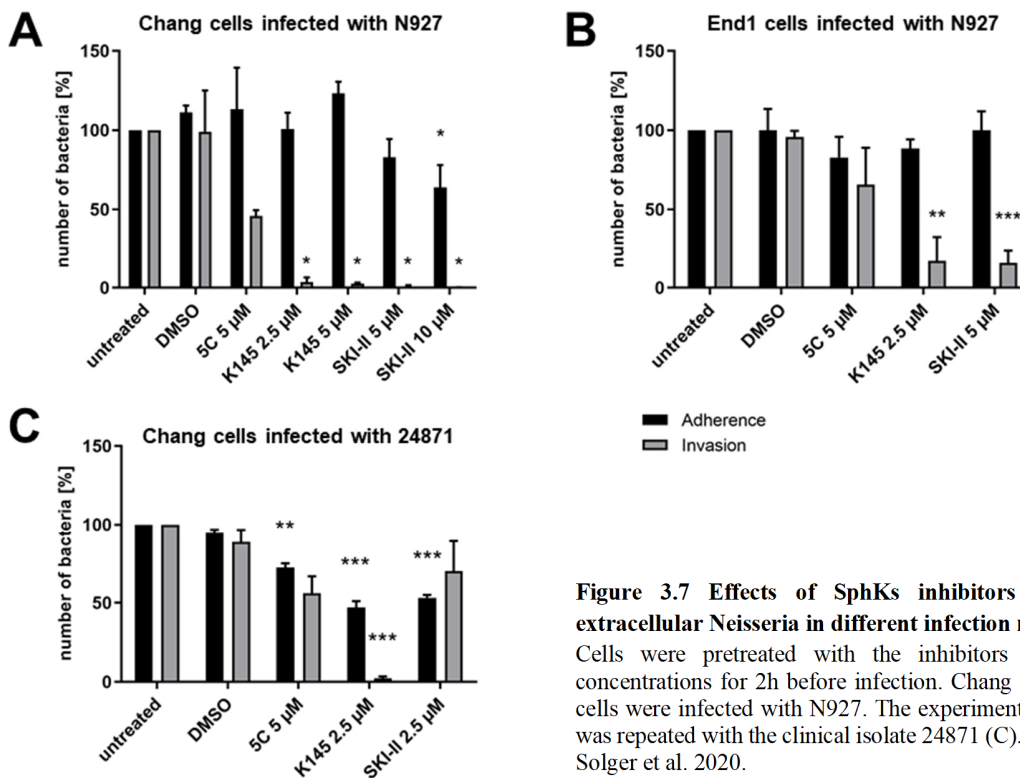 A
Chang cells infected with N927
number of bacteria [%]
150
100
50
0
*
*
*
*
*
untreated
DMSO
5C 5 µM
K145 2.5 µM
K145 5 µM
SKI-II 5 µM
SKI-II 10 µM
B
End1 cells infected with N927
number of bacteria [%]
150
100
50
0
**
***
untreated
DMSO
5C 5 µM
K145 2.5 µM
SKI-II 5 µM
Adherence
Invasion
C
Chang cells infected with 24871
number of bacteria [%]
150
100
50
0
**
***
***
***
untreated
DMSO
5C 5 µM
K145 2.5 µM
SKI-II 2.5 µM
Figure 3.7 Effects of SphKs inhibitors
extracellular Neisseria in different infection
Cells were pretreated with the inhibitors
concentrations for 2h before infection. Chang
cells were infected with N927. The experiment
was repeated with the clinical isolate 24871 (C).
Solger et al. 2020.